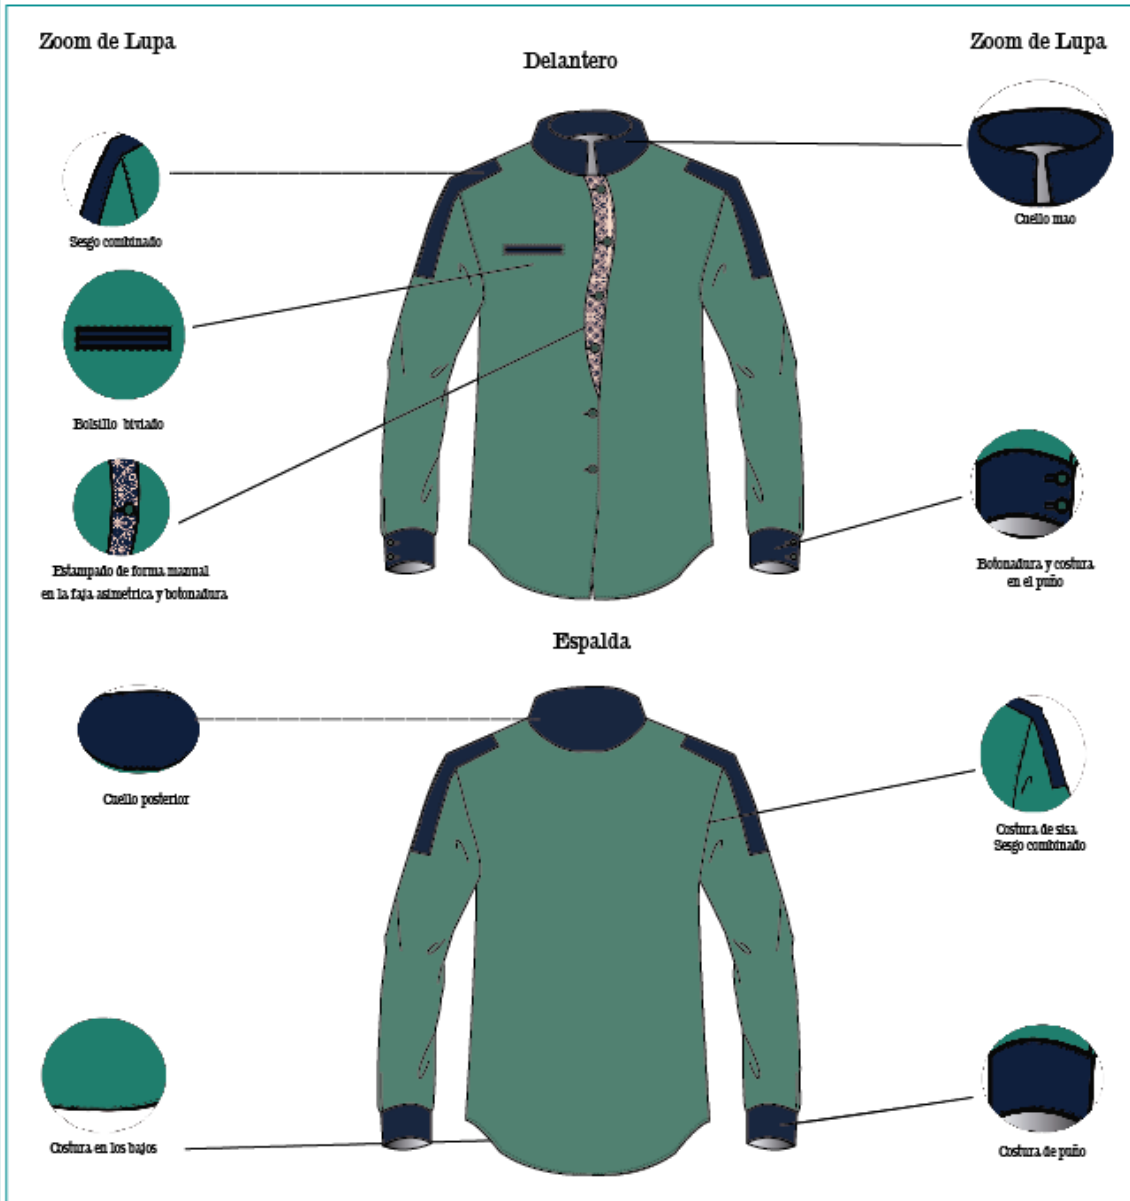 Zoom de Lupa
Delantero
Zoom de Lupa
Sesgo combinado
Cuello mao
Bolsillo biviado
Estampado de forma manual
en la faja asimetrica y botonadura
Botonadura y costura
en el puño
Espalda
Cuello posterior
Costura de sisa
Sesgo combinado
Costura en los bajos
Costura de puño